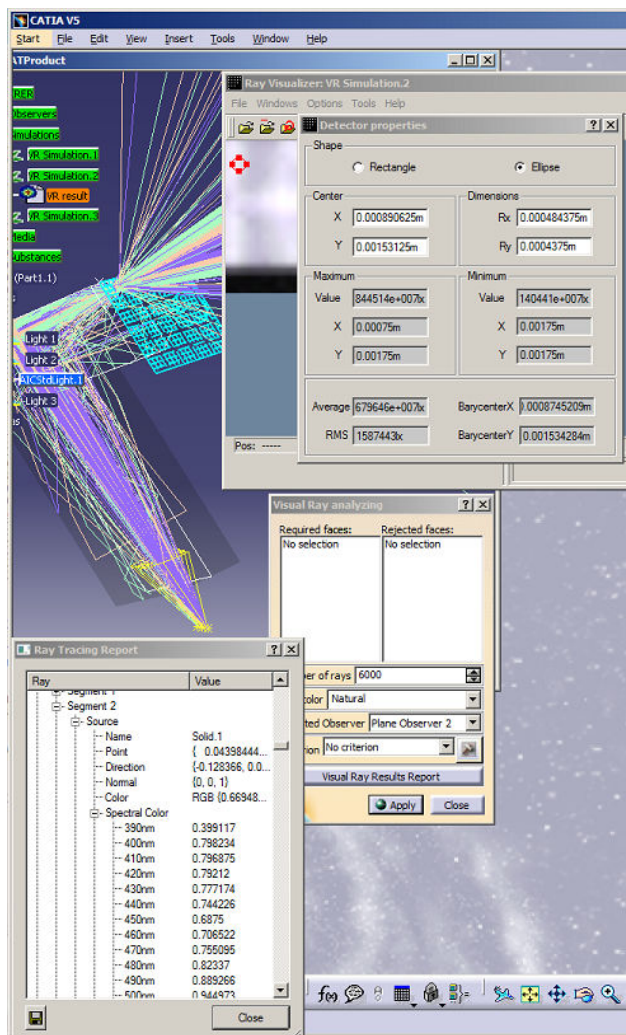 CATIA V5
Start File Edit View Insert Tools Window Help
ATProduct
RER
Observers
Simulations
VR Simulation.1
VR Simulation.2
VR result
VR Simulation.3
Media
Substances
(Part1.1)
Light 1
Light 2
AICStdLight.1
Light 3
Ray Visualizer: VR Simulation.2
File Windows Options Tools Help
Pos: -----
Detector properties
Shape
Rectangle Ellipse
Center Dimensions
X 0.000890625m Rx 0.000484375m
Y 0.00153125m Ry 0.0004375m
Maximum Minimum
Value 844514e+007lx Value 140441e+007lx
X 0.00075m X 0.00175m
Y 0.00175m Y 0.00175m
Average 679646e+007lx BarycenterX 0.0008745209m
RMS 1587443lx BarycenterY 0.001534284m
Visual Ray analyzing
Required faces: Rejected faces:
No selection No selection
er of rays 6000
color Natural
ted Observer Plane Observer 2
rion No criterion
Visual Ray Results Report
Apply Close
Ray Tracing Report
Ray Value
Segment 1
Segment 2
Source
Name Solid.1
Point { 0.04398444...
Direction {-0.128366, 0.0...
Normal {0, 0, 1}
Color RGB {0.66948...
Spectral Color
390nm 0.399117
400nm 0.798234
410nm 0.796875
420nm 0.79212
430nm 0.777174
440nm 0.744226
450nm 0.6875
460nm 0.706522
470nm 0.755095
480nm 0.82337
490nm 0.889266
500nm 0.944973
Close
f(x)